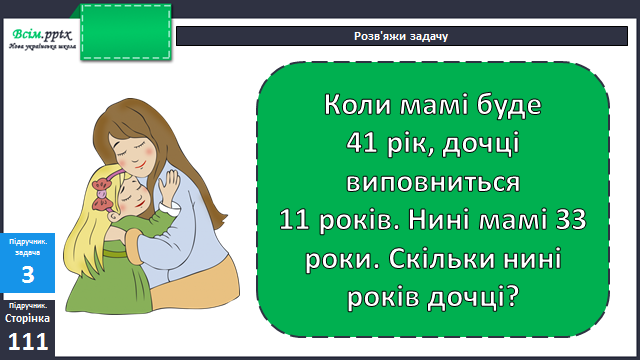 Всім.pptx
Нова українська школа
Розв'яжи задачу
Коли мамі буде
41 рік, дочці
виповниться
11 років. Нині мамі 33
роки. Скільки нині
років дочці?
Підручник.
задача
3
Підручник.
Сторінка
111